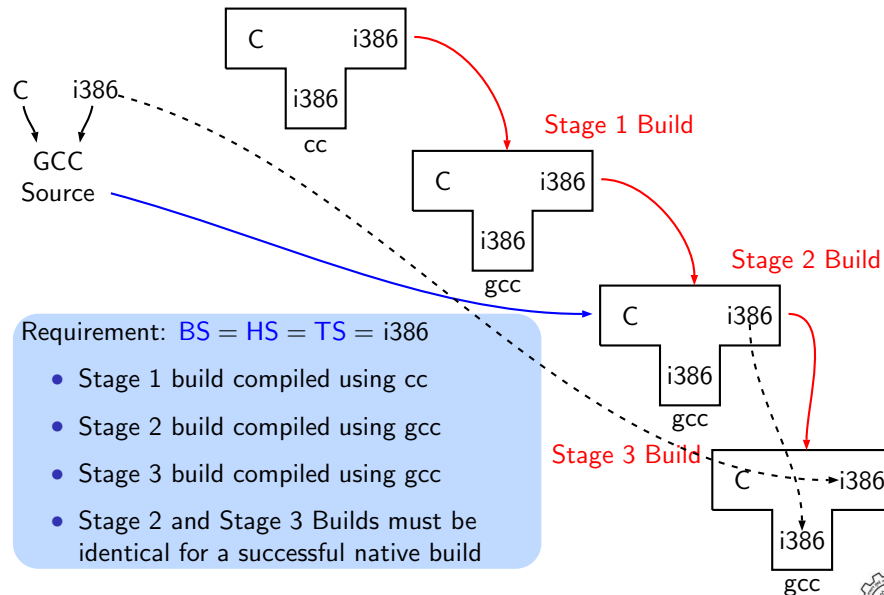 C i386
i386
cc
C i386
GCC
Source
Stage 1 Build
C i386
i386
gcc
Stage 2 Build
C i386
i386
gcc
Requirement: BS = HS = TS = i386
• Stage 1 build compiled using cc
• Stage 2 build compiled using gcc
• Stage 3 build compiled using gcc
• Stage 2 and Stage 3 Builds must be
identical for a successful native build
Stage 3 Build
C i386
i386
gcc